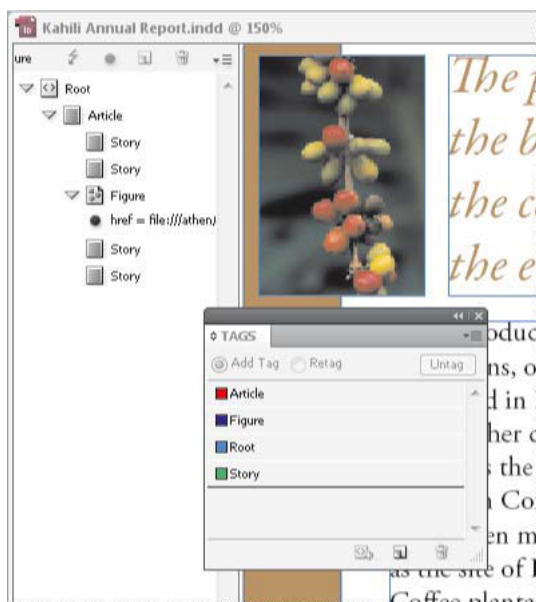 Kahili Annual Report.indd @ 150%
ure
Root
Article
Story
Story
Figure
href = file:///athen/
Story
Story
The p
the b
the c
the e
TAGS
Add Tag Retag Untag
Article
Figure
Root
Story
oduc
ns, o
d in
her c
s the
Co
en m
as the site of
Coffee planta